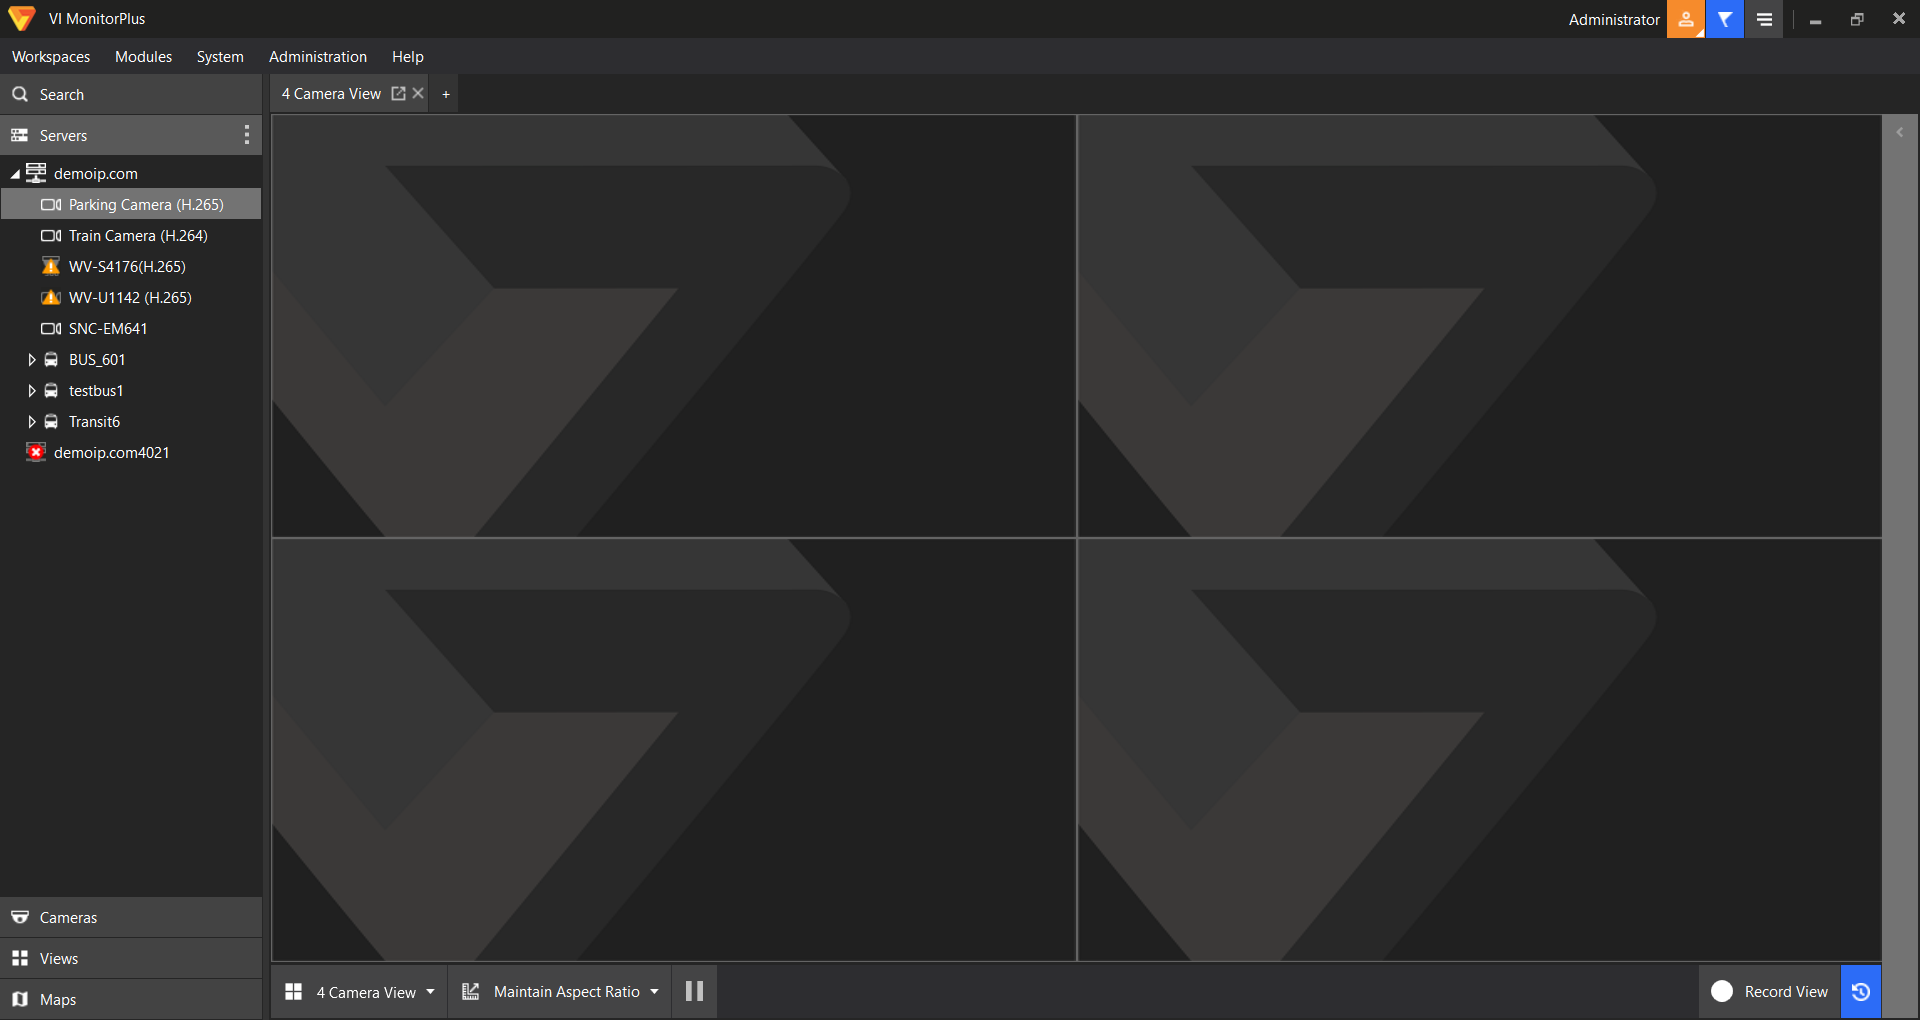 VI MonitorPlus
Administrator
Workspaces Modules System Administration Help
Search
4 Camera View +
Servers
demoip.com
Parking Camera (H.265)
Train Camera (H.264)
WV-S4176(H.265)
WV-U1142 (H.265)
SNC-EM641
BUS_601
testbus1
Transit6
demoip.com4021
Cameras
Views
Maps
4 Camera View Maintain Aspect Ratio Record View